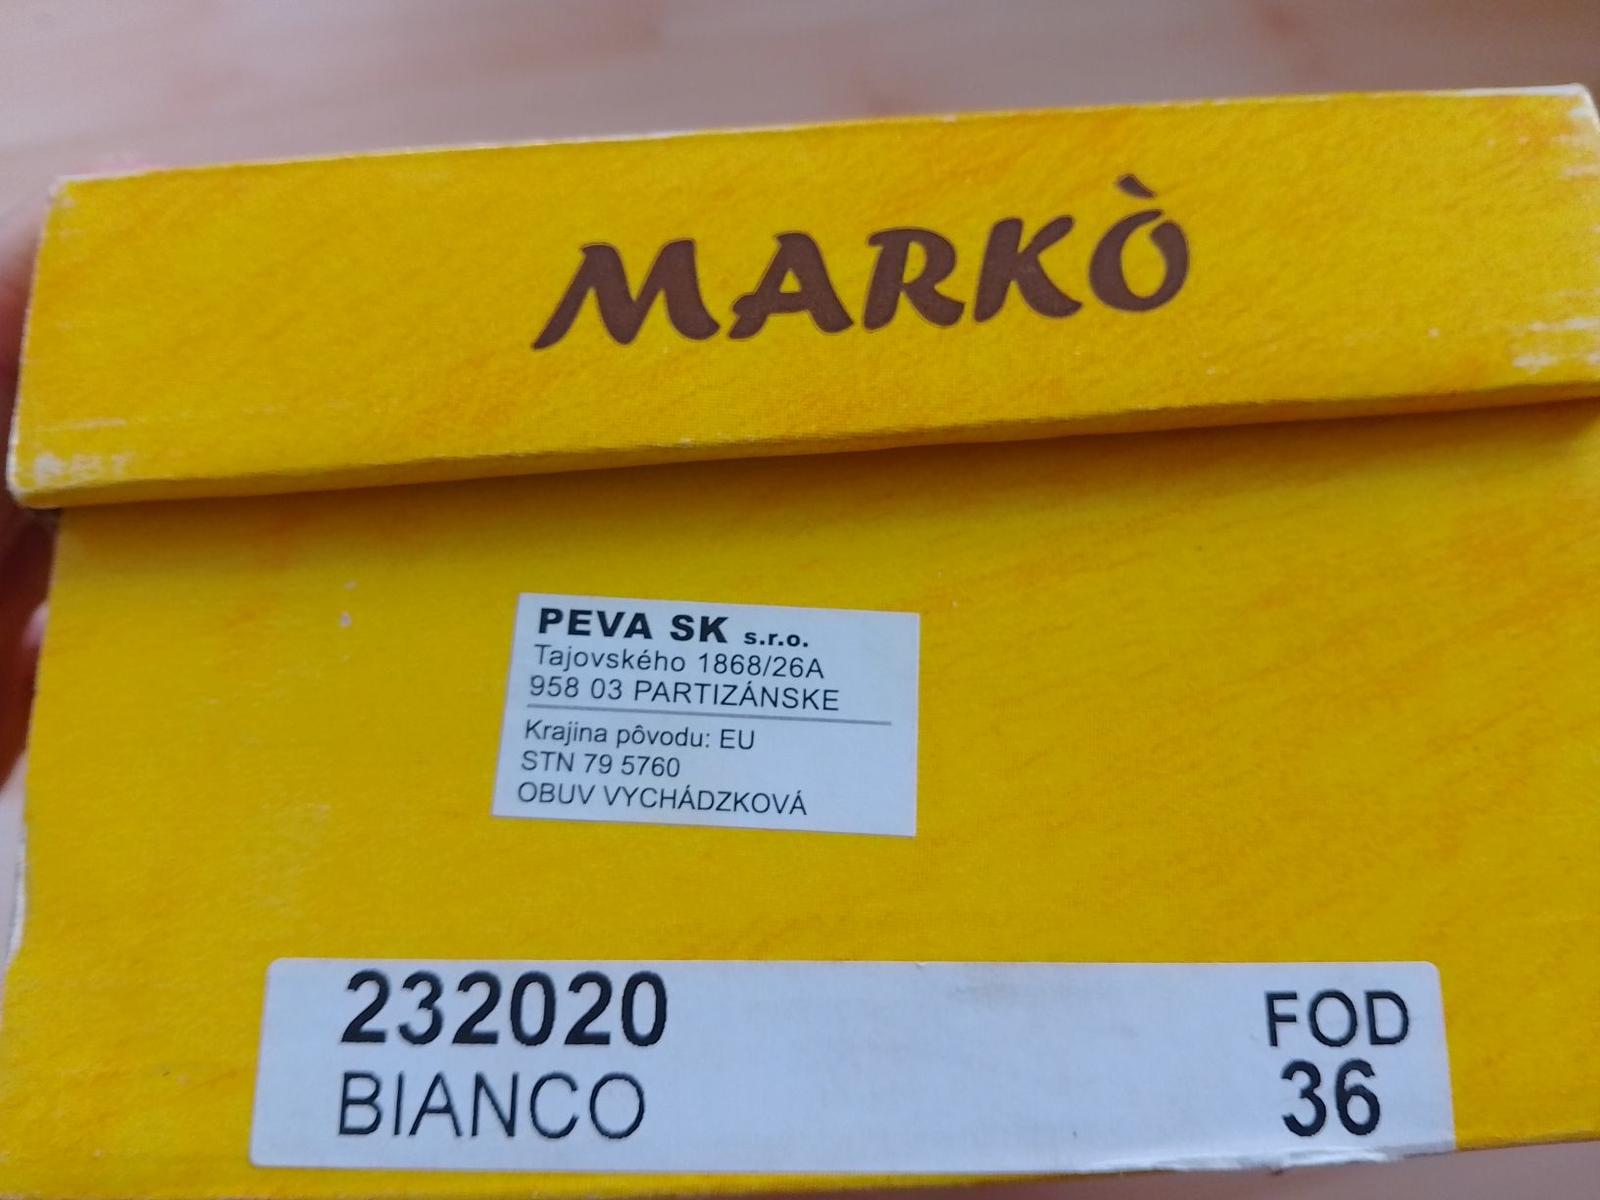 MARKÒ
PEVA SK s.r.o.
Tajovského 1868/26A
958 03 PARTIZÁNSKE
Krajina pôvodu: EU
STN 79 5760
OBUV VYCHÁDZKOVÁ
232020
BIANCO
FOD
36